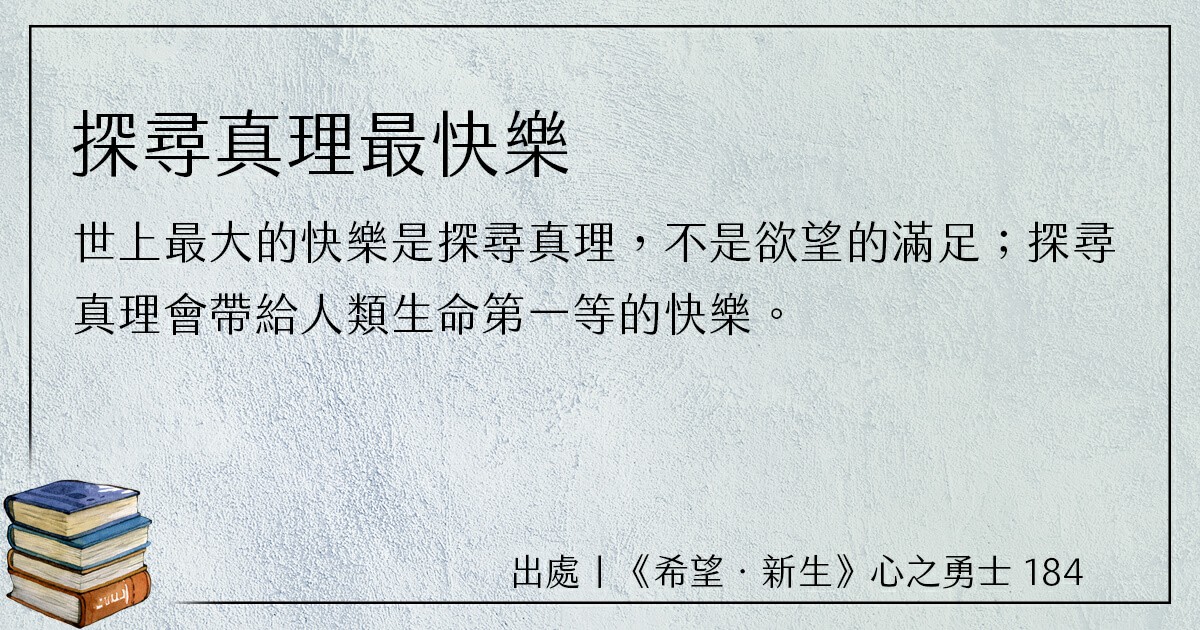 探尋真理最快樂
世上最大的快樂是探尋真理，不是欲望的滿足；探尋
真理會帶給人類生命第一等的快樂。
出處｜《希望．新生》心之勇士 184